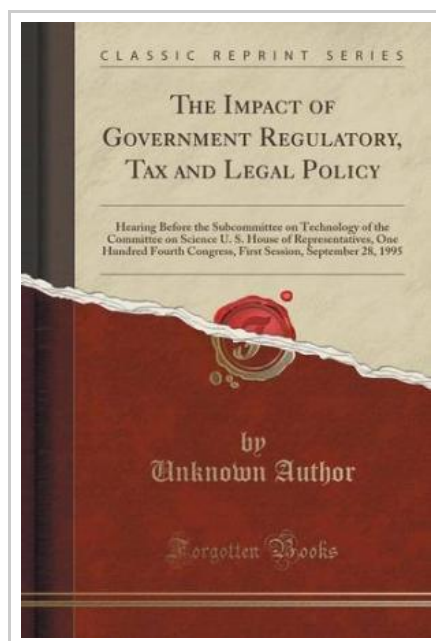 CLASSIC REPRINT SERIES
THE IMPACT OF
GOVERNMENT REGULATORY,
TAX AND LEGAL POLICY
Hearing Before the Subcommittee on Technology of the
Committee on Science U. S. House of Representatives, One
Hundred Fourth Congress, First Session, September 28, 1995
F
by
Unknown Author
Forgotten Books